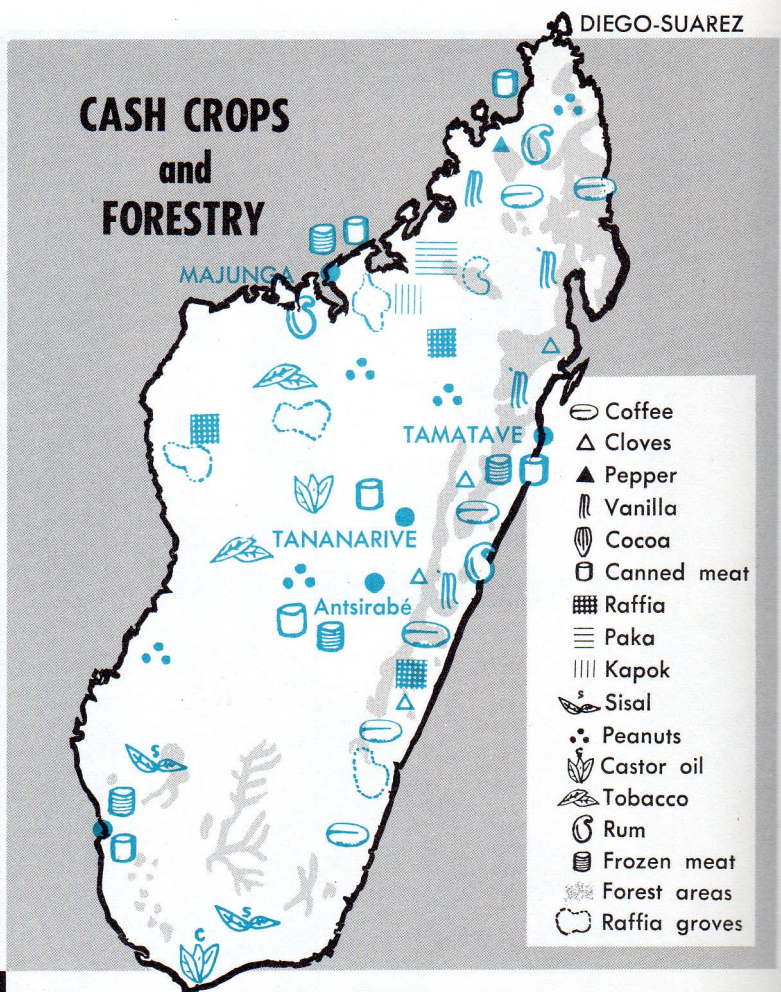 DIEGO-SUAREZ
CASH CROPS
and
FORESTRY
MAJUNGA
TAMATAVE
TANANARIVE
Antsirabé
S
S
C
Coffee
Cloves
Pepper
Vanilla
Cocoa
Canned meat
Raffia
Paka
Kapok
S
Sisal
Peanuts
C
Castor oil
Tobacco
Rum
Frozen meat
Forest areas
Raffia groves